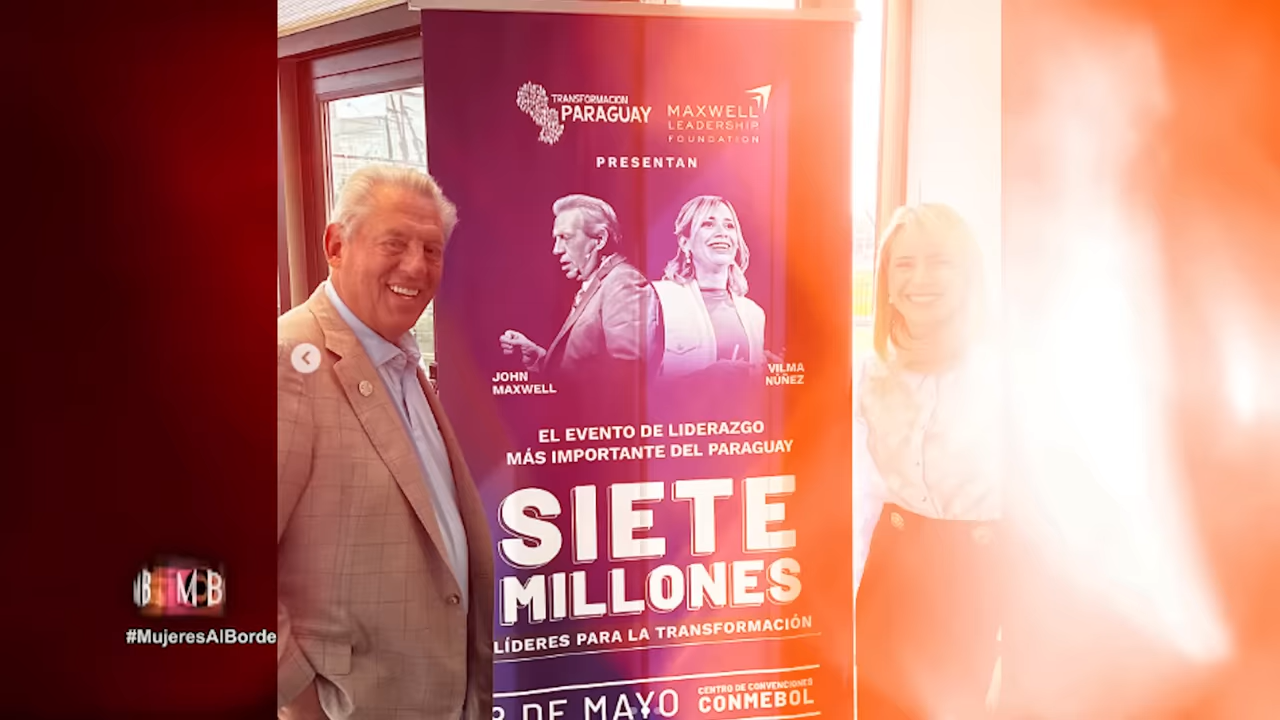 TRANSFORMACION
PARAGUAY
MAXWELL
LEADERSHIP
FOUNDATION
PRESENTAN
JOHN
MAXWELL
VILMA
NÚÑEZ
EL EVENTO DE LIDERAZGO
MÁS IMPORTANTE DEL PARAGUAY
SIETE
MILLONES
LÍDERES PARA LA TRANSFORMACIÓN
DE MAYO
CENTRO DE CONVENCIONES
CONMEBOL
#MujeresAlBorde